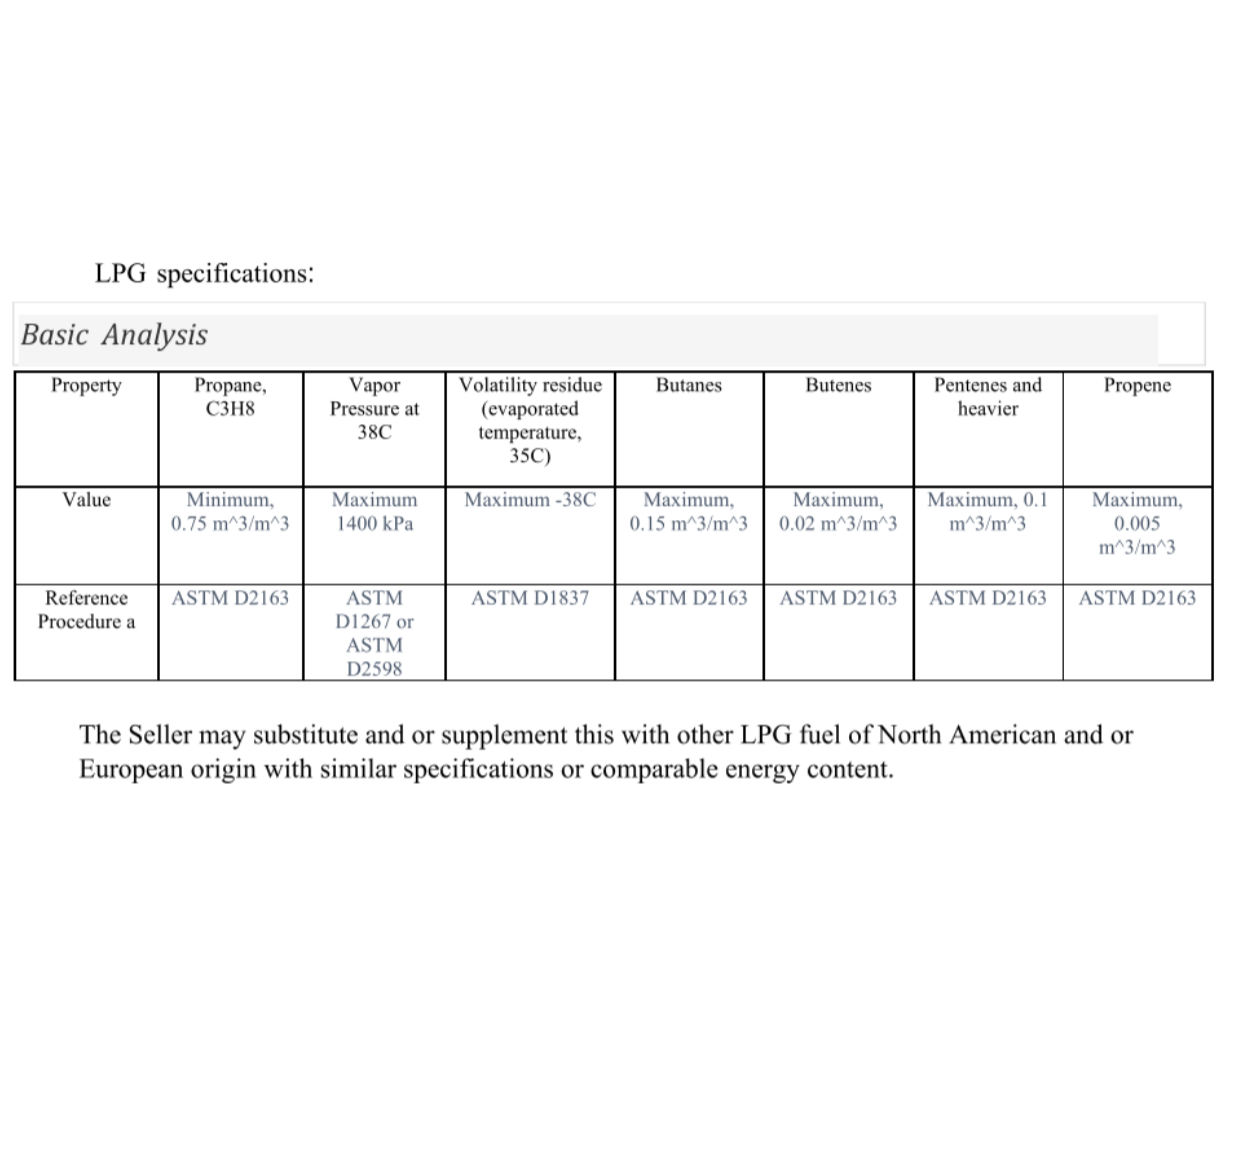 LPG specifications:
Basic Analysis
Property
Propane,
C3H8
Vapor
Pressure at
38C
Volatility residue
(evaporated
temperature,
35C)
Butanes
Butenes
Pentenes and
heavier
Propene
Value
Minimum,
0.75 m^3/m^3
Maximum
1400 kPa
Maximum -38C
Maximum,
0.15 m^3/m^3
Maximum,
0.02 m^3/m^3
Maximum, 0.1
m^3/m^3
Maximum,
0.005
m^3/m^3
Reference
Procedure a
ASTM D2163
ASTM
D1267 or
ASTM
D2598
ASTM D1837
ASTM D2163
ASTM D2163
ASTM D2163
ASTM D2163
The Seller may substitute and or supplement this with other LPG fuel of North American and or
European origin with similar specifications or comparable energy content.